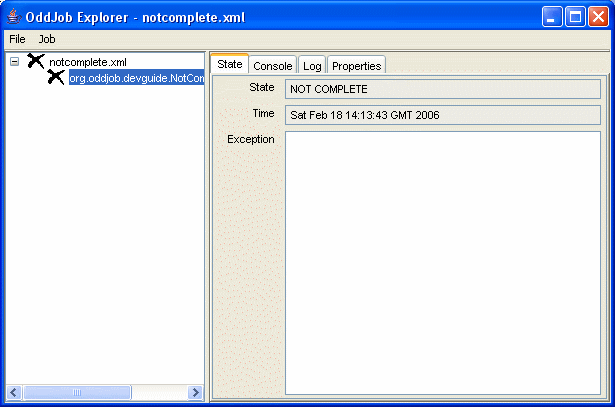 OddJob Explorer - notcomplete.xml
File Job
notcomplete.xml
org.oddjob.devguide.NotCom
State Console Log Properties
State NOT COMPLETE
Time Sat Feb 18 14:13:43 GMT 2006
Exception